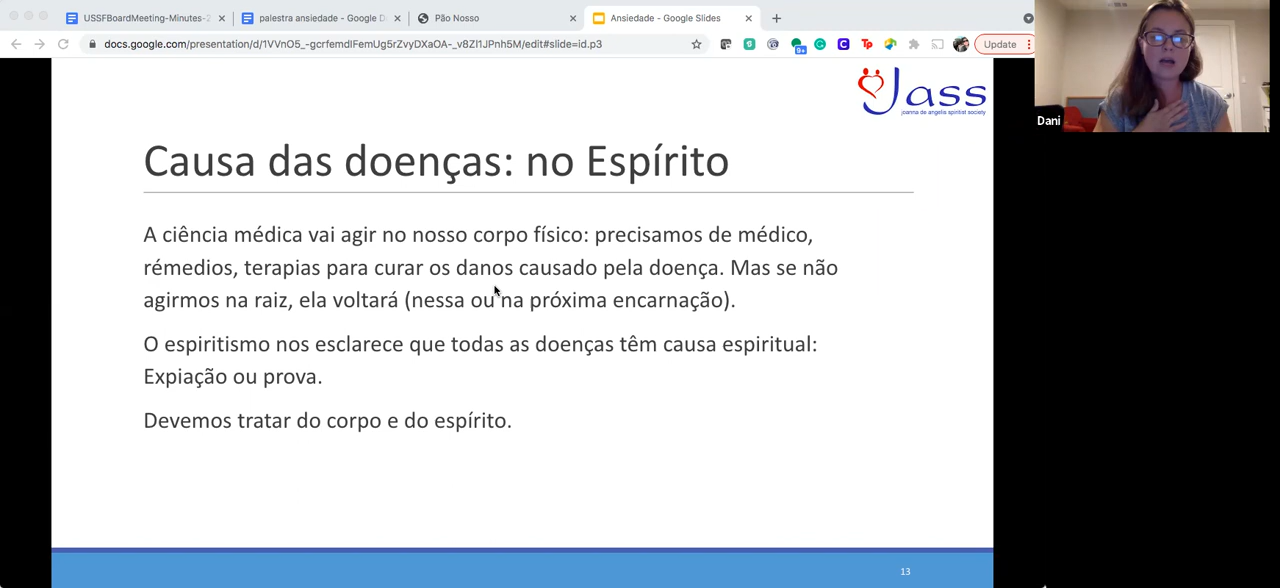 USSFBoardMeeting-Minutes-2
palestra ansiedade - Google D
Pão Nosso
Ansiedade - Google Slides
docs.google.com/presentation/d/1VVnO5_-gcrfemdIFemUg5rZvyDXaOA-_v8ZI1JPnh5M/edit#slide=id.p3
9+
Tp
Update
Dani
Jass
joanna de angelis spiritist society
Causa das doenças: no Espírito
A ciência médica vai agir no nosso corpo físico: precisamos de médico,
rémedios, terapias para curar os danos causado pela doença. Mas se não
agirmos na raiz, ela voltará (nessa ou na próxima encarnação).
O espiritismo nos esclarece que todas as doenças têm causa espiritual:
Expiação ou prova.
Devemos tratar do corpo e do espírito.
13